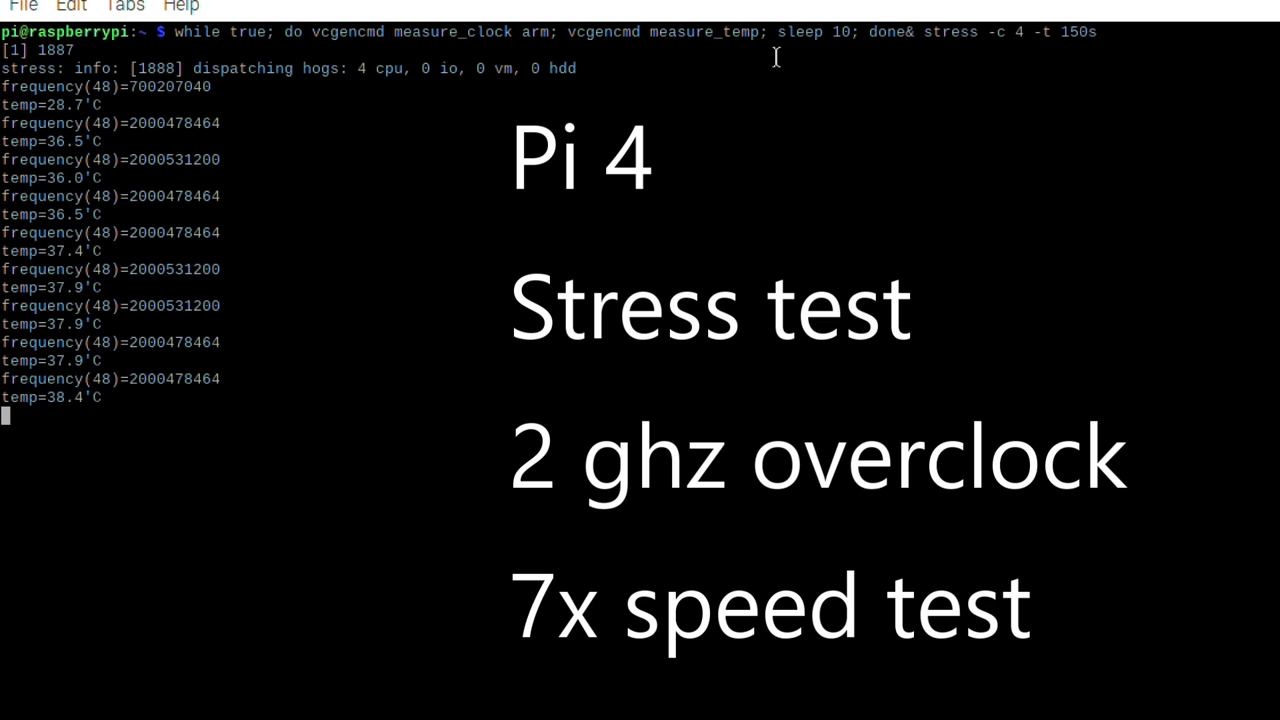 File Edit Tabs Help
pi@raspberrypi:~ $ while true; do vcgencmd measure_clock arm; vcgencmd measure_temp; sleep 10; done& stress -c 4 -t 150s
[1] 1887
stress: info: [1888] dispatching hogs: 4 cpu, 0 io, 0 vm, 0 hdd
frequency(48)=700207040
temp=28.7'C
frequency(48)=2000478464
temp=36.5'C
frequency(48)=2000531200
temp=36.0'C
frequency(48)=2000478464
temp=36.5'C
frequency(48)=2000478464
temp=37.4'C
frequency(48)=2000531200
temp=37.9'C
frequency(48)=2000531200
temp=37.9'C
frequency(48)=2000478464
temp=37.9'C
frequency(48)=2000478464
temp=38.4'C
Pi 4
Stress test
2 ghz overclock
7x speed test